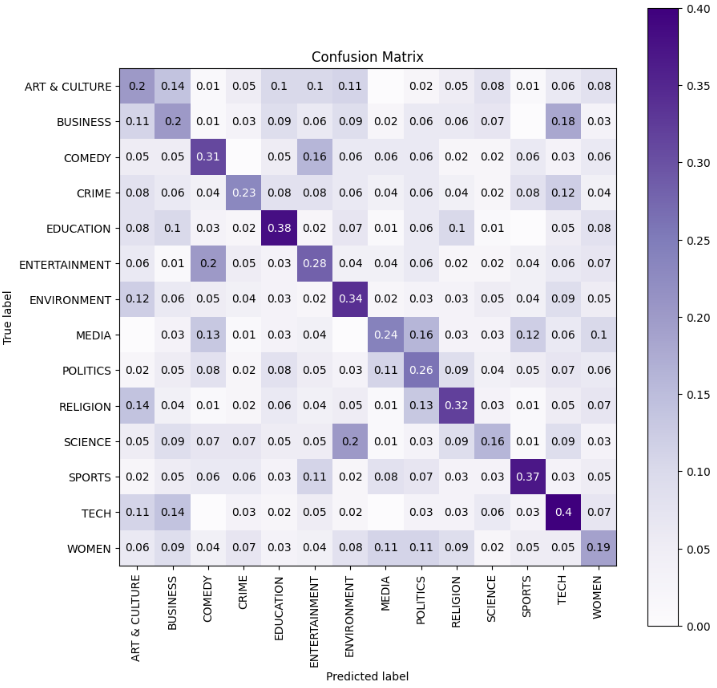 Confusion Matrix
ART & CULTURE 0.2 0.14 0.01 0.05 0.1 0.1 0.11 0.02 0.05 0.08 0.01 0.06 0.08
BUSINESS 0.11 0.2 0.01 0.03 0.09 0.06 0.09 0.02 0.06 0.06 0.07 0.18 0.03
COMEDY 0.05 0.05 0.31 0.05 0.16 0.06 0.06 0.06 0.02 0.02 0.06 0.03 0.06
CRIME 0.08 0.06 0.04 0.23 0.08 0.08 0.06 0.04 0.06 0.04 0.02 0.08 0.12 0.04
EDUCATION 0.08 0.1 0.03 0.02 0.38 0.02 0.07 0.01 0.06 0.1 0.01 0.05 0.08
ENTERTAINMENT 0.06 0.01 0.2 0.05 0.03 0.28 0.04 0.04 0.06 0.02 0.02 0.04 0.06 0.07
ENVIRONMENT 0.12 0.06 0.05 0.04 0.03 0.02 0.34 0.02 0.03 0.03 0.05 0.04 0.09 0.05
MEDIA 0.03 0.13 0.01 0.03 0.04 0.24 0.16 0.03 0.03 0.12 0.06 0.1
POLITICS 0.02 0.05 0.08 0.02 0.08 0.05 0.03 0.11 0.26 0.09 0.04 0.05 0.07 0.06
RELIGION 0.14 0.04 0.01 0.02 0.06 0.04 0.05 0.01 0.13 0.32 0.03 0.01 0.05 0.07
SCIENCE 0.05 0.09 0.07 0.07 0.05 0.05 0.2 0.01 0.03 0.09 0.16 0.01 0.09 0.03
SPORTS 0.02 0.05 0.06 0.06 0.03 0.11 0.02 0.08 0.07 0.03 0.03 0.37 0.03 0.05
TECH 0.11 0.14 0.03 0.02 0.05 0.02 0.03 0.03 0.06 0.03 0.4 0.07
WOMEN 0.06 0.09 0.04 0.07 0.03 0.04 0.08 0.11 0.11 0.09 0.02 0.05 0.05 0.19
True label
ART & CULTURE
BUSINESS
COMEDY
CRIME
EDUCATION
ENTERTAINMENT
ENVIRONMENT
MEDIA
POLITICS
RELIGION
SCIENCE
SPORTS
TECH
WOMEN
Predicted label
0.40
0.35
0.30
0.25
0.20
0.15
0.10
0.05
0.00